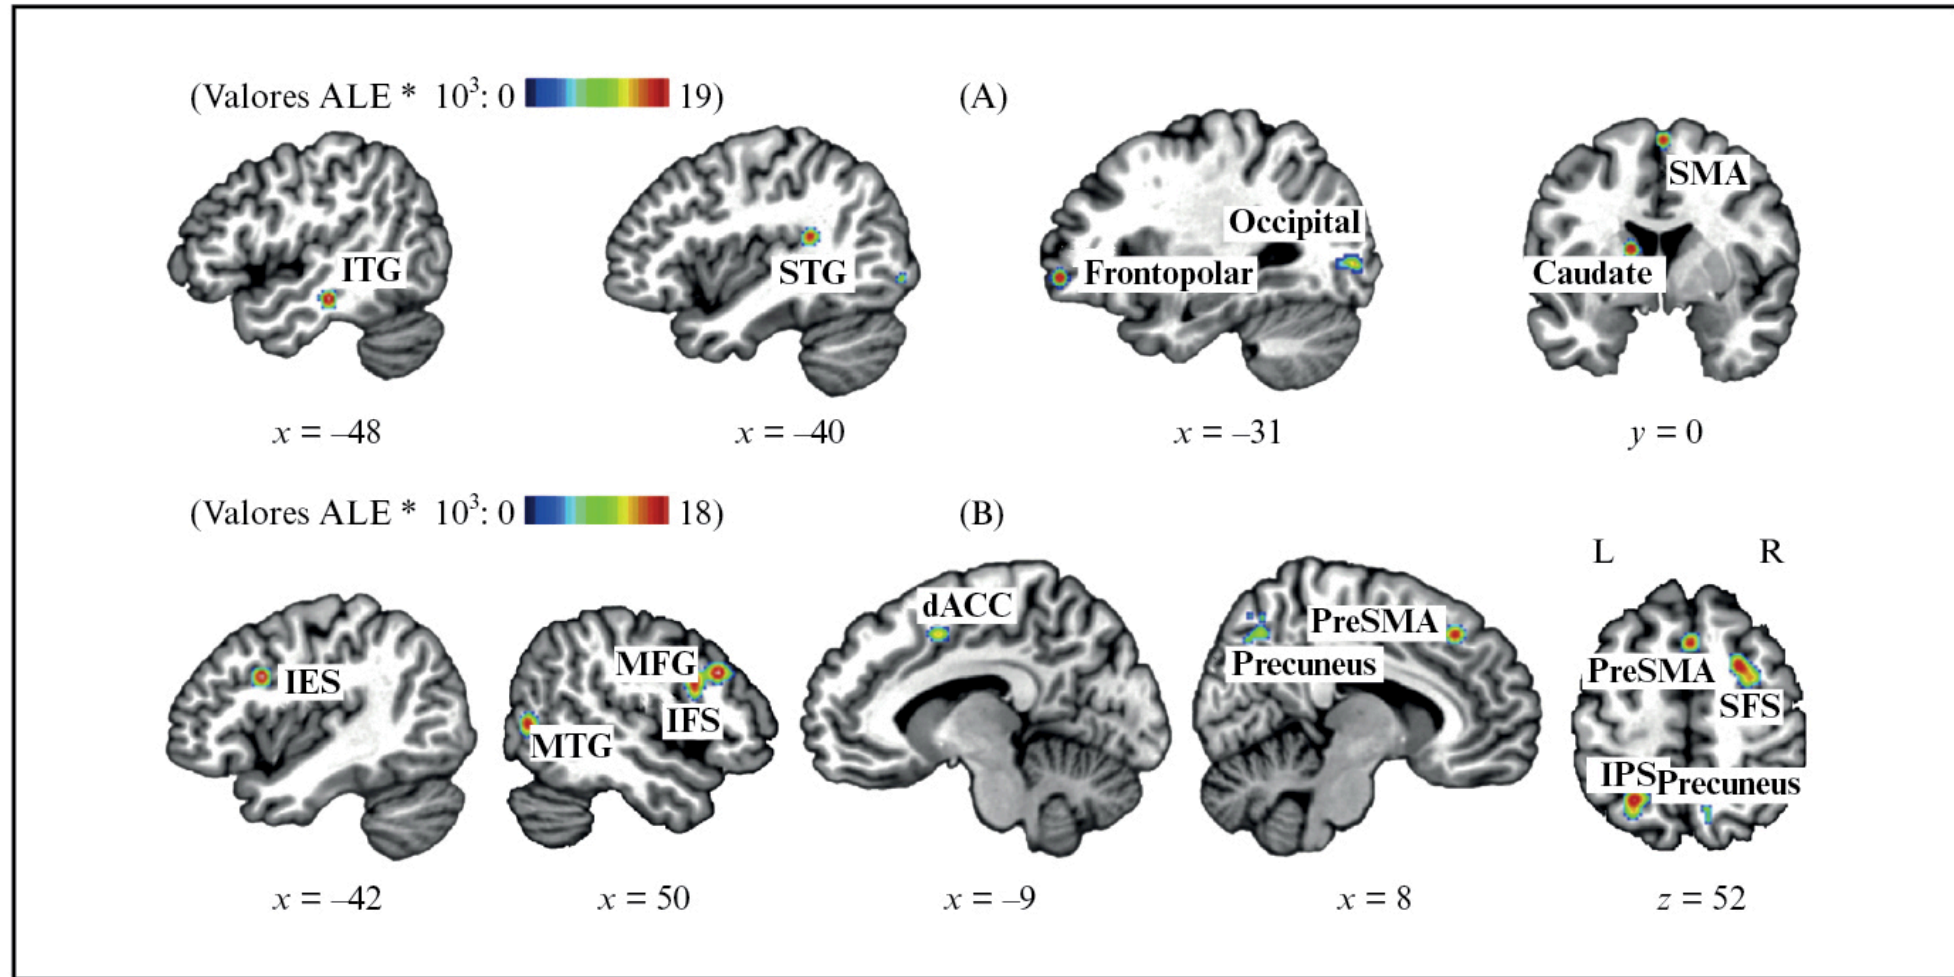 (Valores ALE * 10³: 0 19)
(A)
SMA
Occipital
ITG
STG
Frontopolar
Caudate
x = –48
x = –40
x = –31
y = 0
(Valores ALE * 10³: 0 18)
(B)
L R
dACC
PreSMA
MFG
Precuneus
PreSMA
IES
IFS
SFS
MTG
IPS
Precuneus
x = –42
x = 50
x = –9
x = 8
z = 52